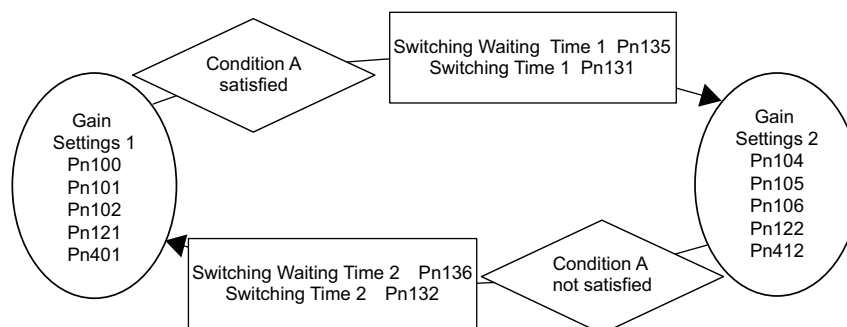 Condition A
satisfied
Switching Waiting Time 1 Pn135
Switching Time 1 Pn131
Gain
Settings 1
Pn100
Pn101
Pn102
Pn121
Pn401
Gain
Settings 2
Pn104
Pn105
Pn106
Pn122
Pn412
Switching Waiting Time 2 Pn136
Switching Time 2 Pn132
Condition A
not satisfied